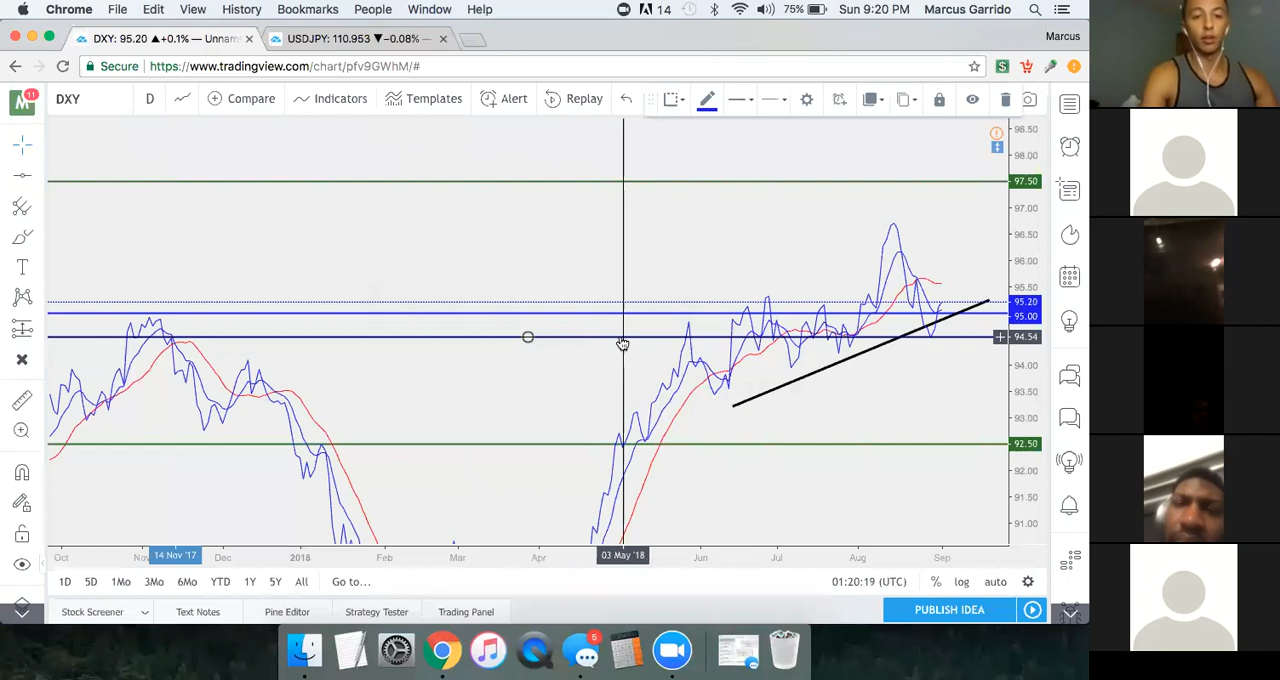 Chrome File Edit View History Bookmarks People Window Help 14 75% Sun 9:20 PM Marcus Garrido
DXY: 95.20 ▲+0.1% — Unnam USDJPY: 110.953 ▼−0.08% — Marcus
Secure https://www.tradingview.com/chart/pfv9GWhM/#
M 11 DXY D Compare Indicators Templates Alert Replay
98.50
98.00
97.50
97.00
96.50
96.00
95.50
95.20
95.00
94.54
94.00
93.50
93.00
92.50
92.00
91.50
91.00
Oct Nov 14 Nov '17 Dec 2018 Feb Mar Apr 03 May '18 Jun Jul Aug Sep
1D 5D 1Mo 3Mo 6Mo YTD 1Y 5Y All Go to... 01:20:19 (UTC) % log auto
Stock Screener Text Notes Pine Editor Strategy Tester Trading Panel PUBLISH IDEA
5